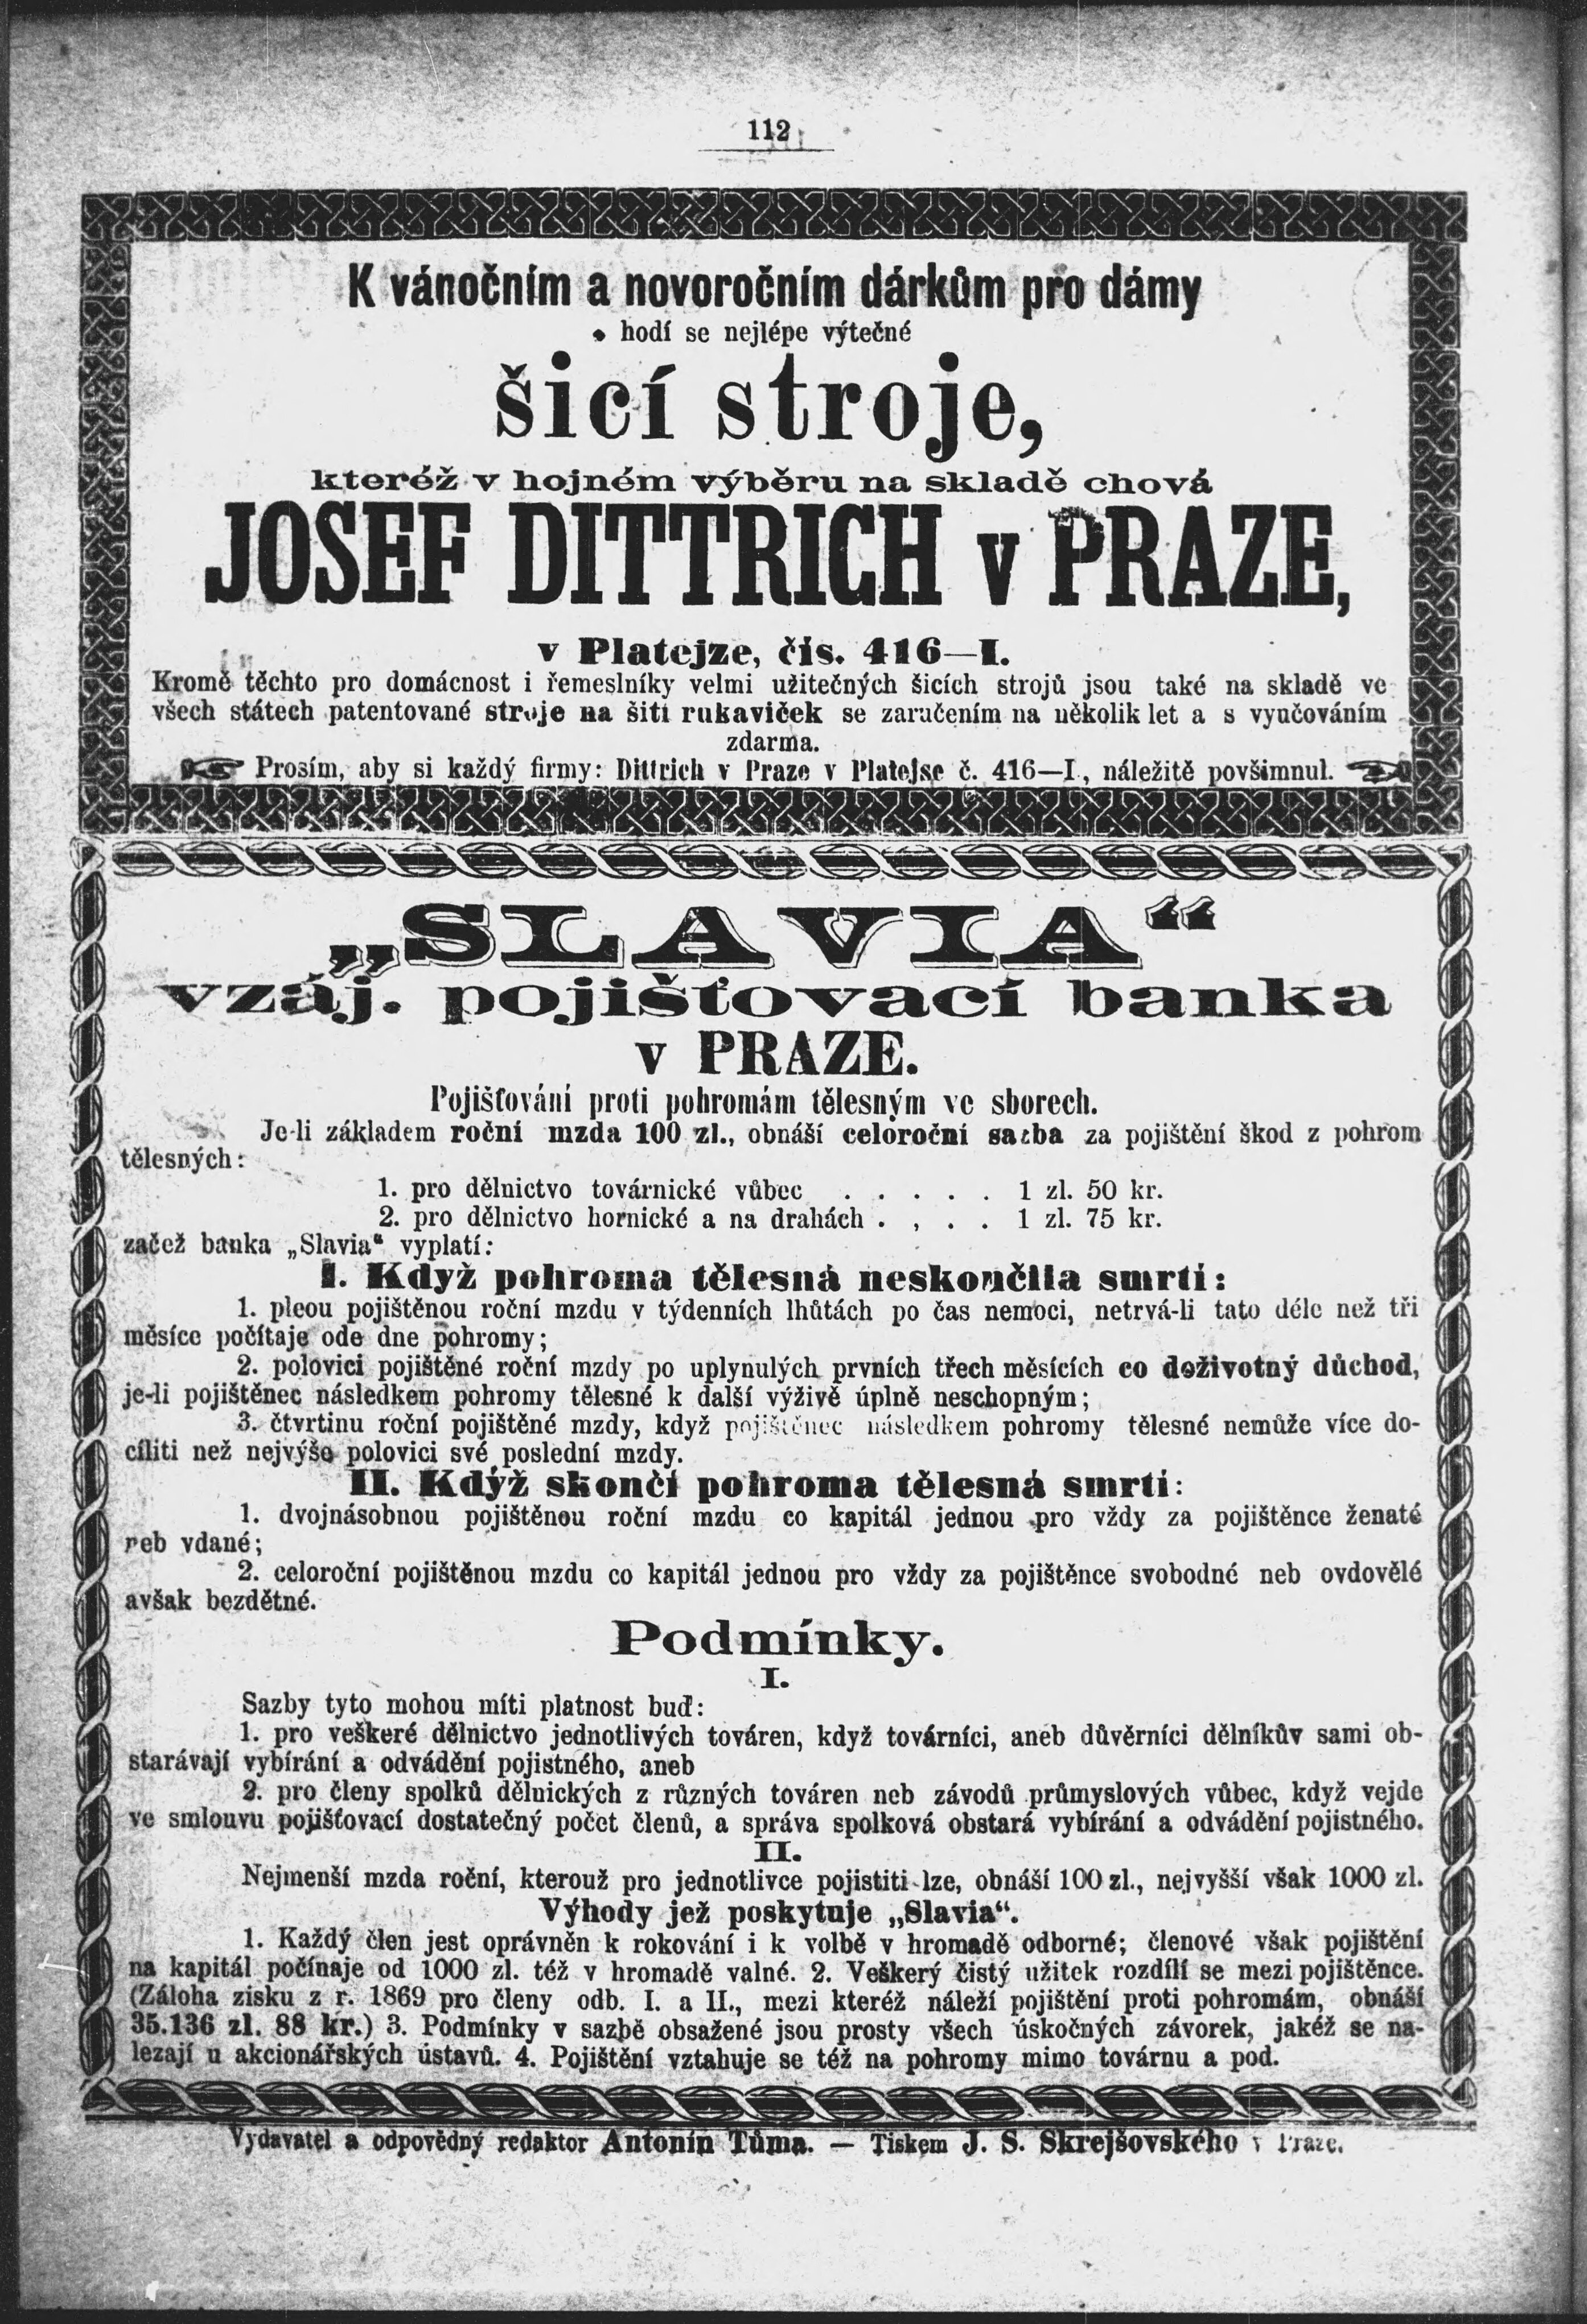 112
K vánočním a novoročním dárkům pro dámy
hodí se nejlépe výtečné
šicí stroje,
kteréž v hojném výběru na skladě chová
JOSEF DITTRICH v PRAZE,
v Platejze, čís. 416—I.
Kromě těchto pro domácnost i řemeslníky velmi užitečných šicích strojů jsou také na skladě ve
všech státech patentované stroje na šití rukaviček se zaručením na několik let a s vyučováním
zdarma.
Prosím, aby si každý firmy: Dittrich v Praze v Platejse č. 416—I., náležitě povšimnul.
„SLAVIA“
vzáj. pojišťovací banka
v PRAZE.
Pojišťování proti pohromám tělesným ve sborech.
Je-li základem roční mzda 100 zl., obnáší celoroční sazba za pojištění škod z pohrom
tělesných:
1. pro dělnictvo továrnické vůbec . . . . . 1 zl. 50 kr.
2. pro dělnictvo hornické a na drahách . , . . 1 zl. 75 kr.
začež banka „Slavia“ vyplatí:
I. Když pohroma tělesná neskončila smrtí:
1. plnou pojištěnou roční mzdu v týdenních lhůtách po čas nemoci, netrvá-li tato déle než tři
měsíce počítaje ode dne pohromy;
2. polovici pojištěné roční mzdy po uplynulých prvních třech měsících co doživotný důchod,
je-li pojištěnec následkem pohromy tělesné k další výživě úplně neschopným;
3. čtvrtinu roční pojištěné mzdy, když pojištěnec následkem pohromy tělesné nemůže více do-
cíliti než nejvýše polovici své poslední mzdy.
II. Když skončí pohroma tělesná smrtí:
1. dvojnásobnou pojištěnou roční mzdu co kapitál jednou pro vždy za pojištěnce ženaté
neb vdané;
2. celoroční pojištěnou mzdu co kapitál jednou pro vždy za pojištěnce svobodné neb ovdovělé
avšak bezdětné.
Podmínky.
I.
Sazby tyto mohou míti platnost buď:
1. pro veškeré dělnictvo jednotlivých továren, když továrníci, aneb důvěrníci dělníkův sami ob-
starávají vybírání a odvádění pojistného, aneb
2. pro členy spolků dělnických z různých továren neb závodů průmyslových vůbec, když vejde
ve smlouvu pojišťovací dostatečný počet členů, a správa spolková obstará vybírání a odvádění pojistného.
II.
Nejmenší mzda roční, kterouž pro jednotlivce pojistiti lze, obnáší 100 zl., nejvyšší však 1000 zl.
Výhody jež poskytuje „Slavia“.
1. Každý člen jest oprávněn k rokování i k volbě v hromadě odborné; členové však pojištění
na kapitál počínaje od 1000 zl. též v hromadě valné. 2. Veškerý čistý užitek rozdílí se mezi pojištěnce.
(Záloha zisku z r. 1869 pro členy odb. I. a II., mezi kteréž náleží pojištění proti pohromám, obnáší
35.136 zl. 88 kr.) 3. Podmínky v sazbě obsažené jsou prosty všech úskočných závorek, jakéž se na-
lezají u akcionářských ústavů. 4. Pojištění vztahuje se též na pohromy mimo továrnu a pod.
Vydavatel a odpovědný redaktor Antonín Tůma. — Tiskem J. S. Skrejšovského v Praze.